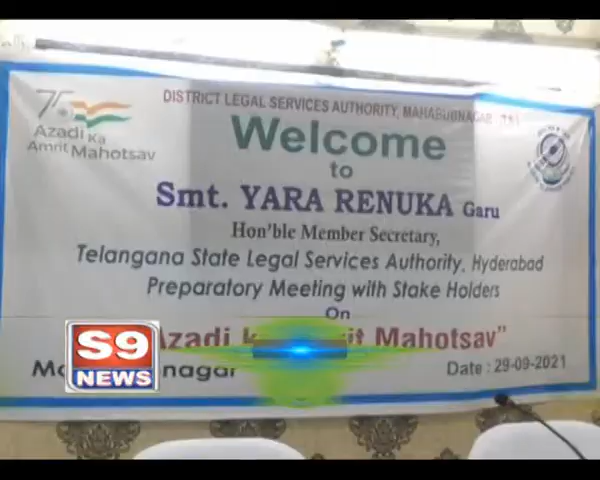 75
Azadi Ka
Amrit Mahotsav
DISTRICT LEGAL SERVICES AUTHORITY, MAHABUBNAGAR
Welcome
to
Smt. YARA RENUKA Garu
Hon'ble Member Secretary,
Telangana State Legal Services Authority, Hyderabad
Preparatory Meeting with Stake Holders
On
Azadi Mahotsav"
Date : 29-09-2021
S9
NEWS